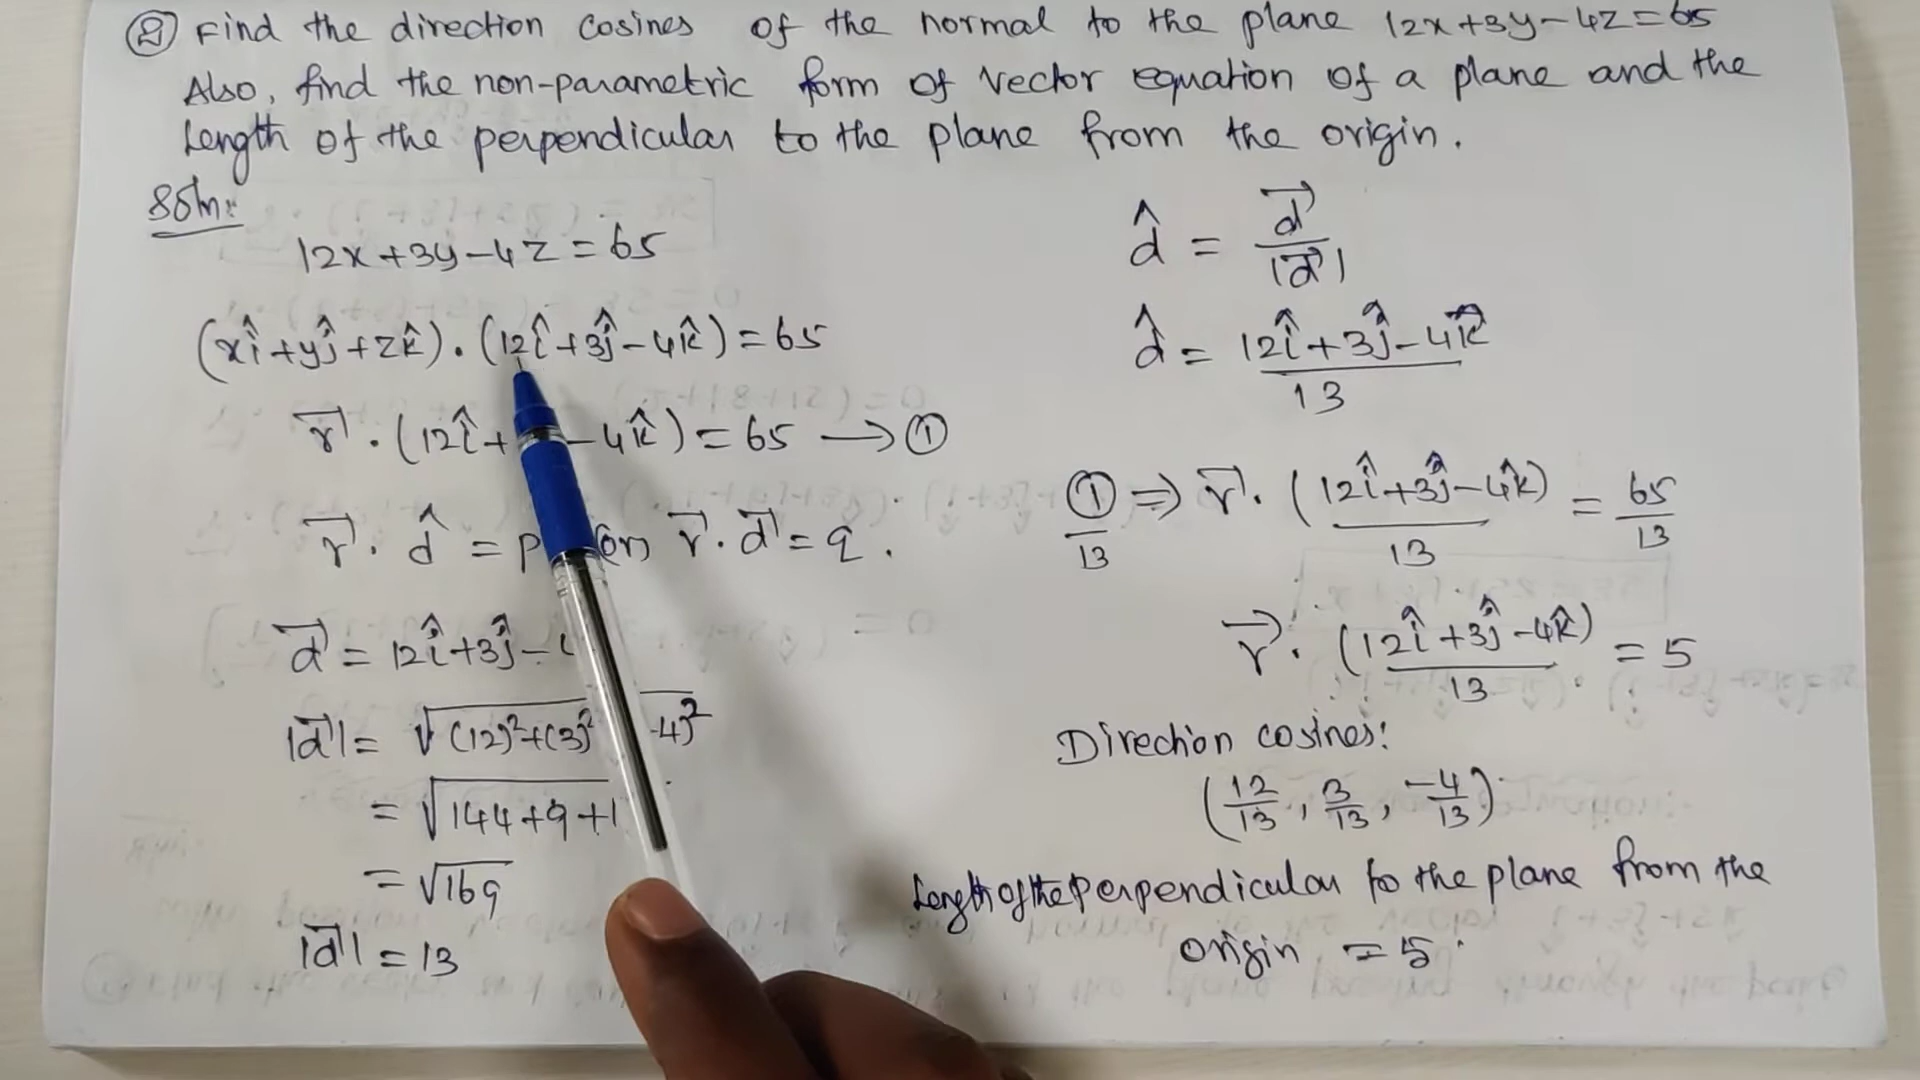 ② Find the direction cosines of the normal to the plane 12x+3y-4z=65
Also, find the non-parametric form of vector equation of a plane and the
length of the perpendicular to the plane from the origin.
Soln:
12x+3y-4z=65
(xî+yĵ+zk̂).(12î+3ĵ-4k̂)=65
r⃗.(12î+ -4k̂)=65 → ①
r⃗.d̂ = p (or) r⃗.d⃗ = q.
d⃗ = 12î+3ĵ-
|d⃗| = √(12)²+(3)² -4)²
= √144+9+1
= √169
|d⃗| = 13
d̂ = d⃗/|d⃗|
d̂ = 12î+3ĵ-4k̂/13
①/13 ⇒ r⃗.(12î+3ĵ-4k̂)/13 = 65/13
r⃗.(12î+3ĵ-4k̂)/13 = 5
Direction cosines:
(12/13, 3/13, -4/13)
Length of the perpendicular to the plane from the
origin = 5.